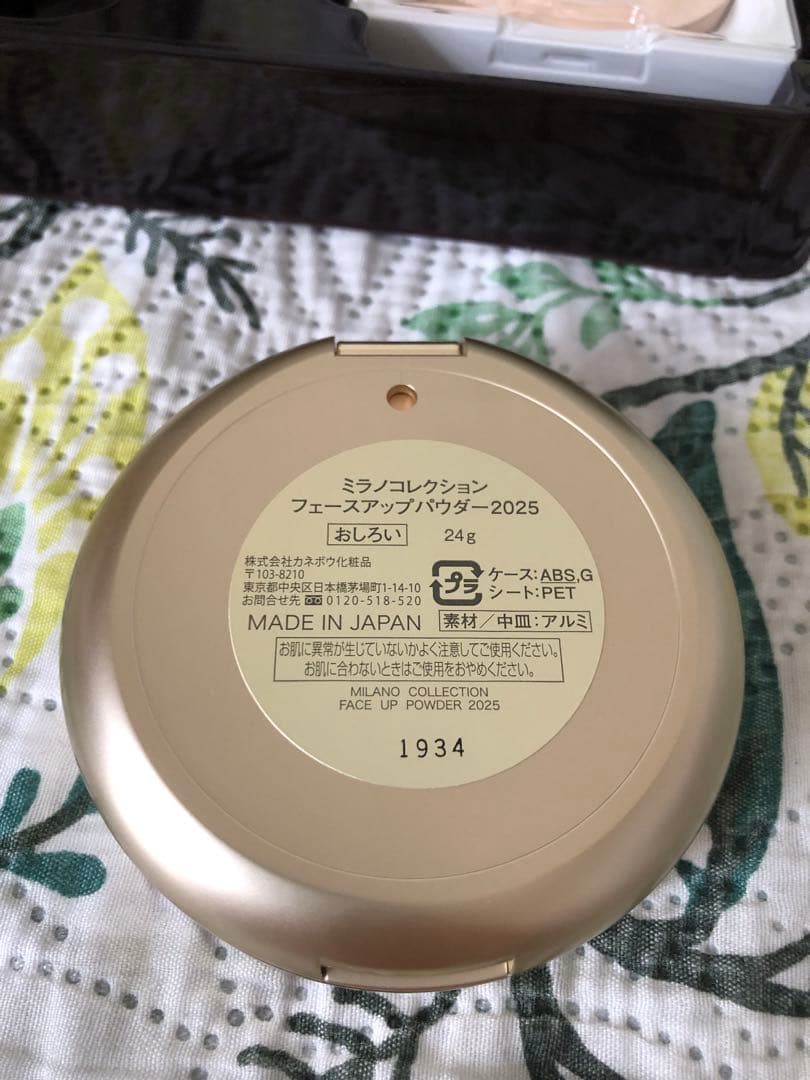 ミラノコレクション
フェースアップパウダー2025
おしろい 24g
株式会社カネボウ化粧品
〒103-8210
東京都中央区日本橋茅場町1-14-10
お問合せ先 0120-518-520
プラ ケース:ABS,G
シート:PET
MADE IN JAPAN 素材/中皿:アルミ
お肌に異常が生じていないかよく注意してご使用ください。
お肌に合わないときはご使用をおやめください。
MILANO COLLECTION
FACE UP POWDER 2025
1934